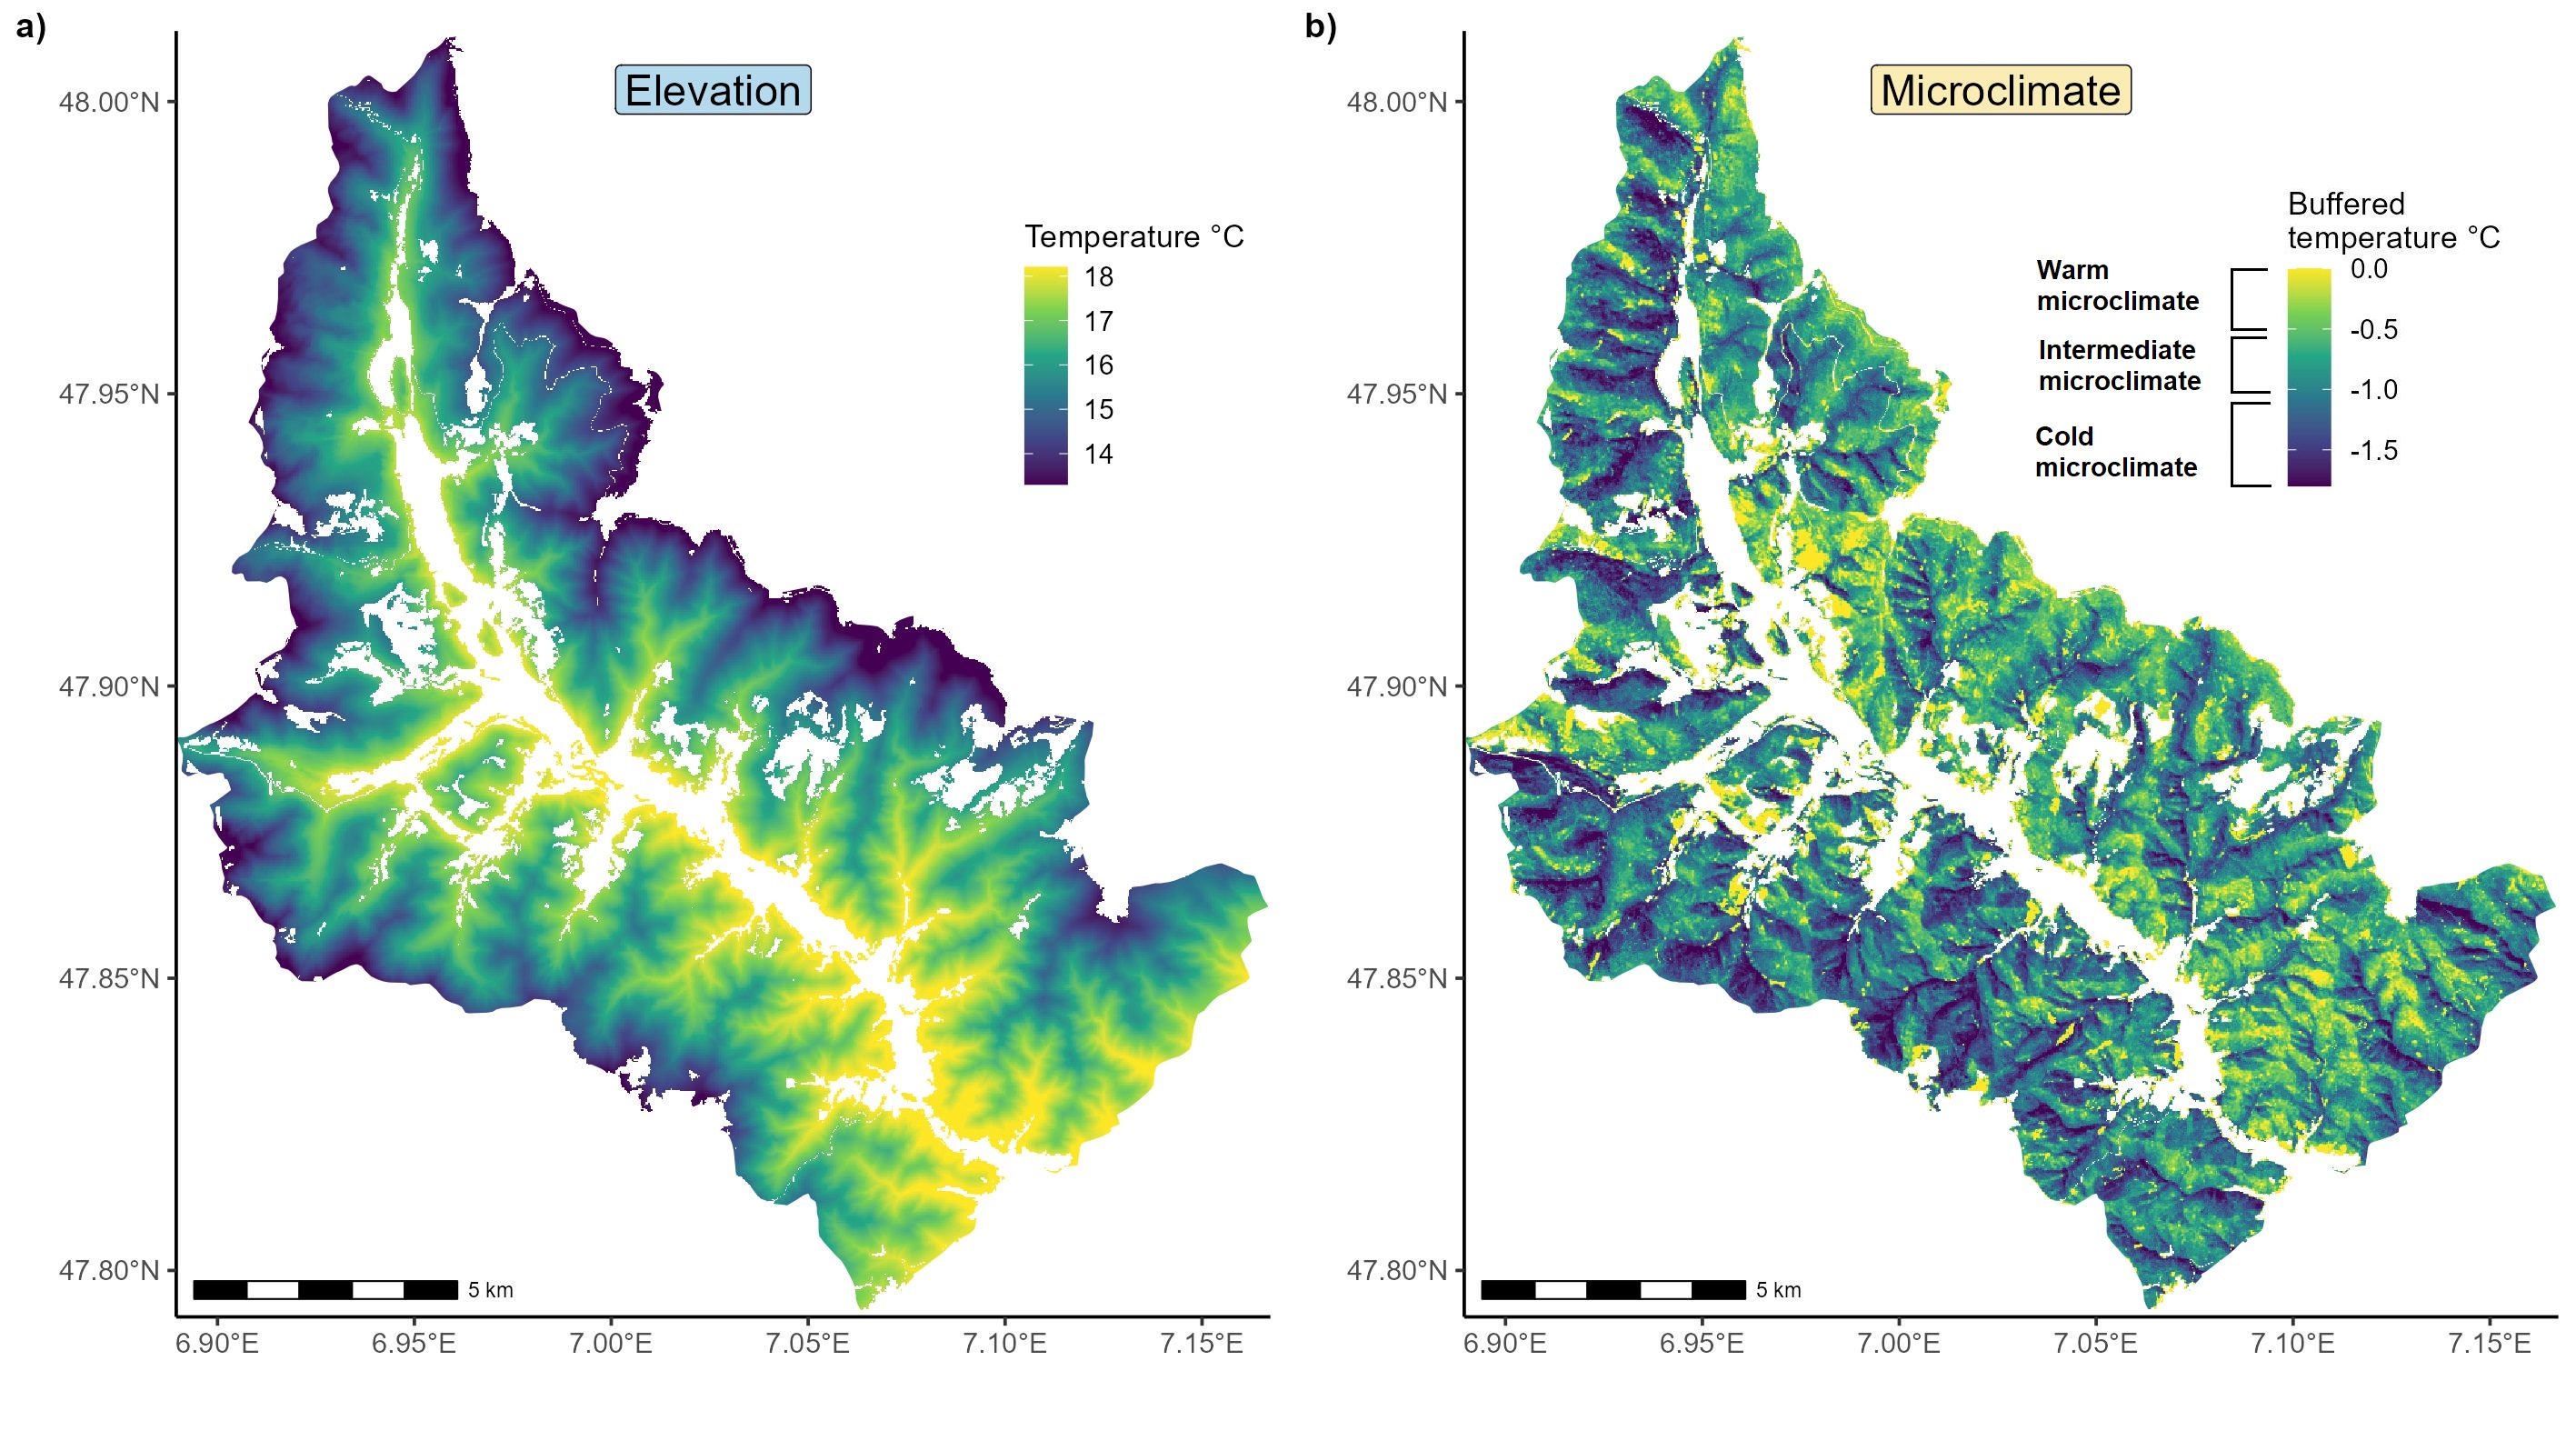 a)
Elevation
48.00°N
47.95°N
47.90°N
47.85°N
47.80°N
Temperature °C
18
17
16
15
14
5 km
6.90°E
6.95°E
7.00°E
7.05°E
7.10°E
7.15°E
b)
Microclimate
48.00°N
47.95°N
47.90°N
47.85°N
47.80°N
Buffered
temperature °C
0.0
-0.5
-1.0
-1.5
Warm
microclimate
Intermediate
microclimate
Cold
microclimate
5 km
6.90°E
6.95°E
7.00°E
7.05°E
7.10°E
7.15°E